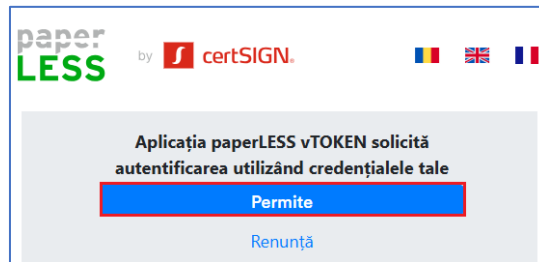 paper
LESS
by certSIGN.
Aplicația paperLESS vTOKEN solicită
autentificarea utilizând credențialele tale
Permite
Renunță